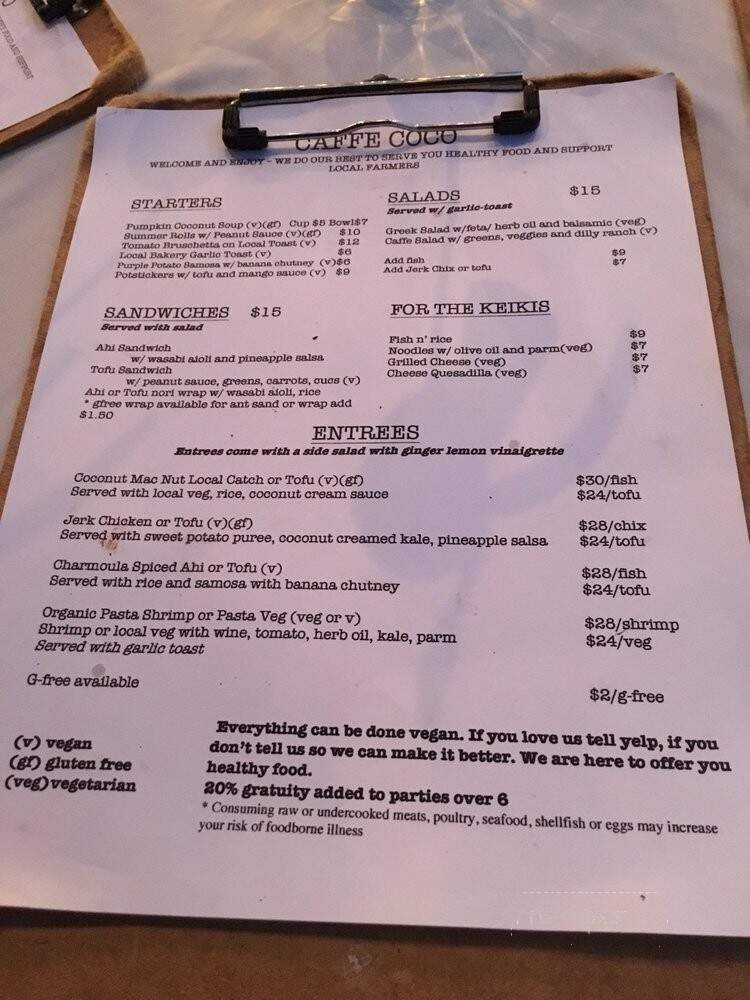 CAFFE COCO
WELCOME AND ENJOY - WE DO OUR BEST TO SERVE YOU HEALTHY FOOD AND SUPPORT
LOCAL FARMERS
STARTERS
Pumpkin Coconut Soup (v)(gf) Cup $5 Bowl$7
Summer Rolls w/ Peanut Sauce (v)(gf) $10
Tomato Bruschetta on Local Toast (v) $12
Local Bakery Garlic Toast (v) $6
Purple Potato Samosa w/ banana chutney (v)$6
Potstickers w/ tofu and mango sauce (v) $9
SALADS $15
Served w/ garlic-toast
Greek Salad w/feta/ herb oil and balsamic (veg)
Caffe Salad w/ greens, veggies and dilly ranch (v)
Add fish $9
Add Jerk Chix or tofu $7
SANDWICHES $15
Served with salad
Ahi Sandwich
w/ wasabi aioli and pineapple salsa
Tofu Sandwich
w/ peanut sauce, greens, carrots, cucs (v)
Ahi or Tofu nori wrap w/ wasabi aioli, rice
* gfree wrap available for ant sand or wrap add
$1.50
FOR THE KEIKIS
Fish n' rice $9
Noodles w/ olive oil and parm(veg) $7
Grilled Cheese (veg) $7
Cheese Quesadilla (veg) $7
ENTREES
Entrees come with a side salad with ginger lemon vinaigrette
Coconut Mac Nut Local Catch or Tofu (v)(gf) $30/fish
Served with local veg, rice, coconut cream sauce $24/tofu
Jerk Chicken or Tofu (v)(gf) $28/chix
Served with sweet potato puree, coconut creamed kale, pineapple salsa $24/tofu
Charmoula Spiced Ahi or Tofu (v) $28/fish
Served with rice and samosa with banana chutney $24/tofu
Organic Pasta Shrimp or Pasta Veg (veg or v) $28/shrimp
Shrimp or local veg with wine, tomato, herb oil, kale, parm $24/veg
Served with garlic toast
G-free available $2/g-free
(v) vegan
(gf) gluten free
(veg) vegetarian
Everything can be done vegan. If you love us tell yelp, if you
don't tell us so we can make it better. We are here to offer you
healthy food.
20% gratuity added to parties over 6
* Consuming raw or undercooked meats, poultry, seafood, shellfish or eggs may increase
your risk of foodborne illness